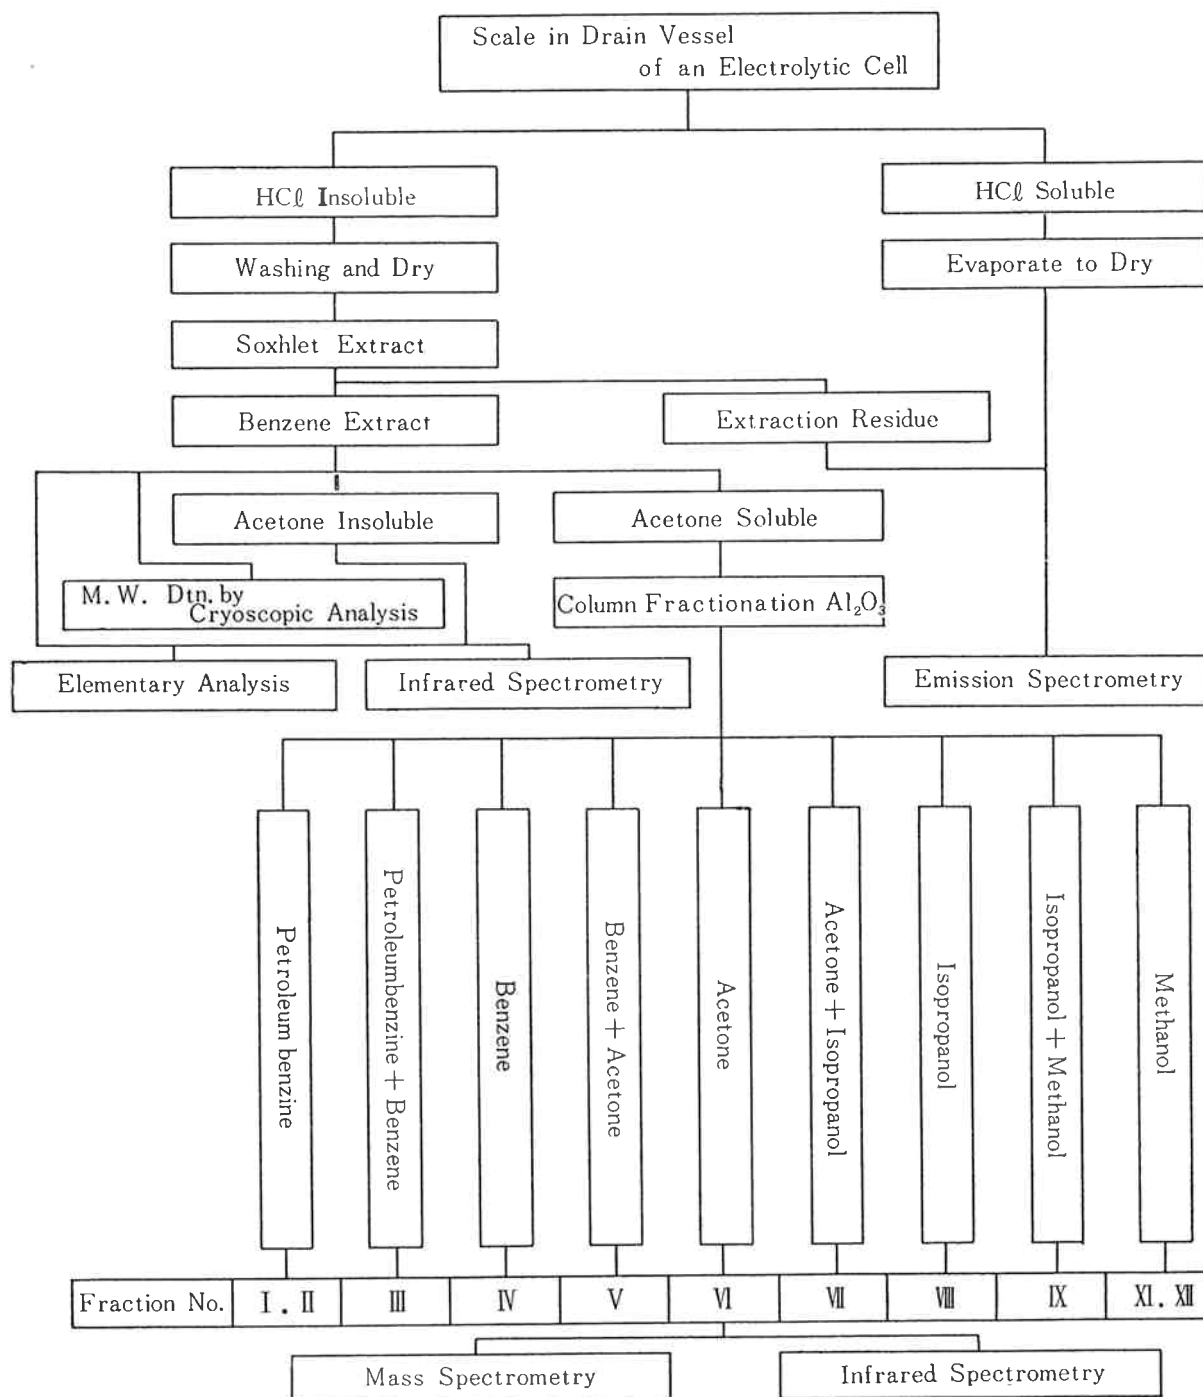 Scale in Drain Vessel
of an Electrolytic Cell
HCℓ Insoluble
HCℓ Soluble
Washing and Dry
Evaporate to Dry
Soxhlet Extract
Benzene Extract
Extraction Residue
Acetone Insoluble
Acetone Soluble
M. W. Dtn. by
Cryoscopic Analysis
Column Fractionation Al₂O₃
Elementary Analysis
Infrared Spectrometry
Emission Spectrometry
Petroleum benzine
Petroleumbenzine + Benzene
Benzene
Benzene + Acetone
Acetone
Acetone + Isopropanol
Isopropanol
Isopropanol + Methanol
Methanol
Fraction No. I . II III IV V VI VII VIII IX XI. XII
Mass Spectrometry
Infrared Spectrometry